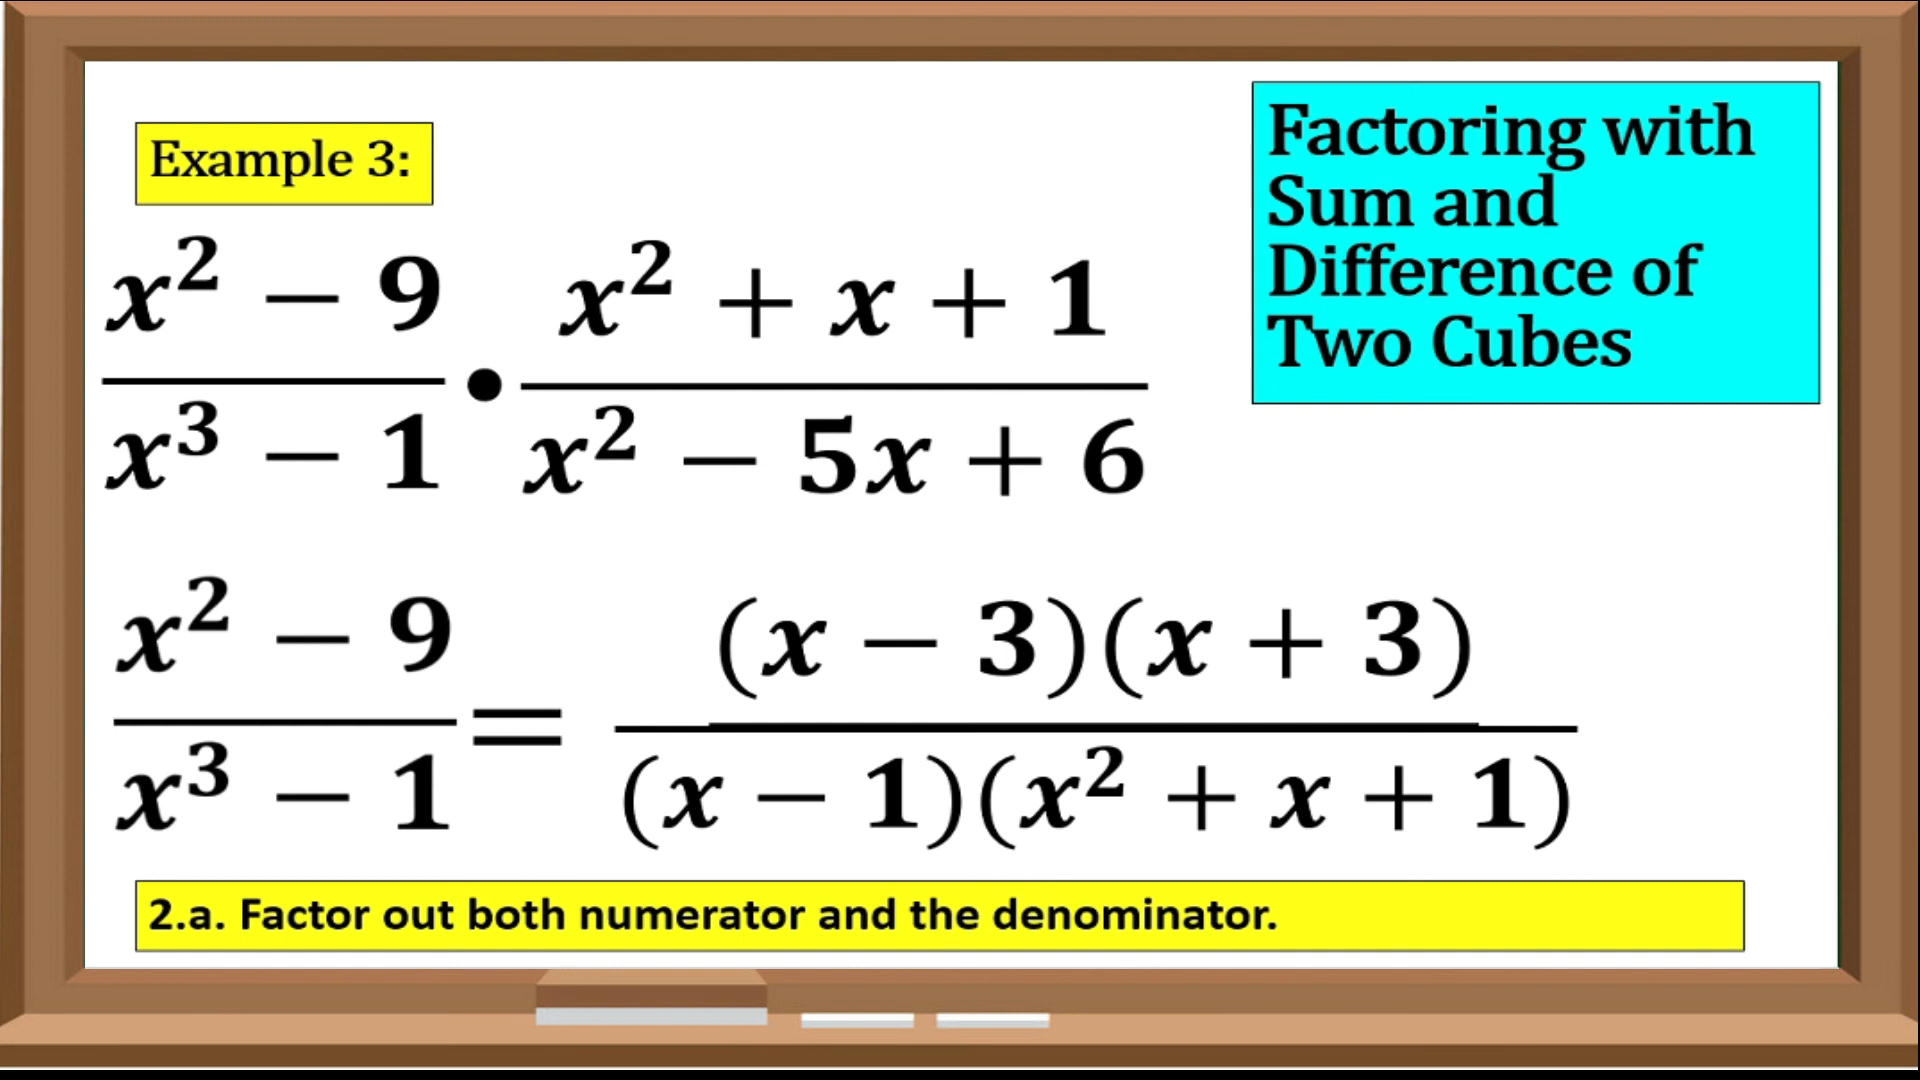 Example 3:
Factoring with
Sum and
Difference of
Two Cubes
x² − 9 / x³ − 1 • x² + x + 1 / x² − 5x + 6
x² − 9 / x³ − 1 = (x − 3)(x + 3) / (x − 1)(x² + x + 1)
2.a. Factor out both numerator and the denominator.